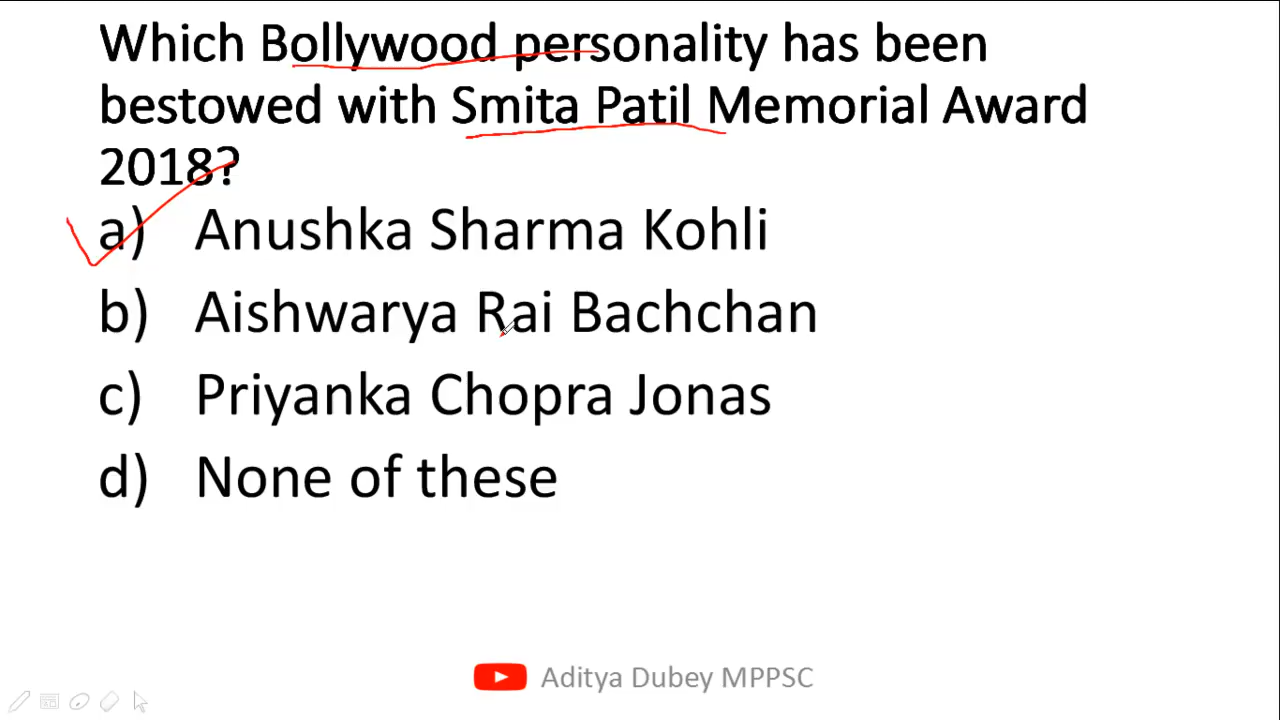 Which Bollywood personality has been
bestowed with Smita Patil Memorial Award
2018?
a) Anushka Sharma Kohli
b) Aishwarya Rai Bachchan
c) Priyanka Chopra Jonas
d) None of these
Aditya Dubey MPPSC